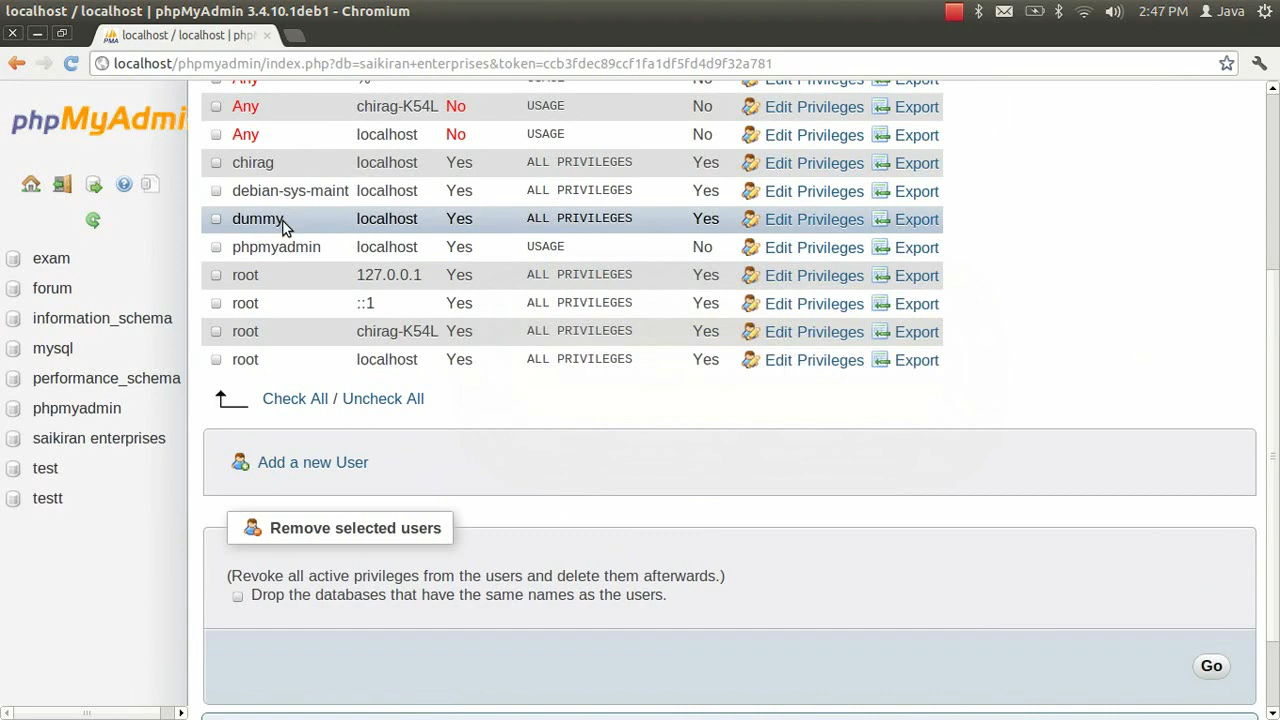 localhost / localhost | phpMyAdmin 3.4.10.1deb1 - Chromium
2:47 PM Java
localhost / localhost | phpM
localhost/phpmyadmin/index.php?db=saikiran+enterprises&token=ccb3fdec89ccf1fa1df5fd4d9f32a781
phpMyAdmi
exam
forum
information_schema
mysql
performance_schema
phpmyadmin
saikiran enterprises
test
testt
Any % No USAGE No Edit Privileges Export
Any chirag-K54L No USAGE No Edit Privileges Export
Any localhost No USAGE No Edit Privileges Export
chirag localhost Yes ALL PRIVILEGES Yes Edit Privileges Export
debian-sys-maint localhost Yes ALL PRIVILEGES Yes Edit Privileges Export
dummy localhost Yes ALL PRIVILEGES Yes Edit Privileges Export
phpmyadmin localhost Yes USAGE No Edit Privileges Export
root 127.0.0.1 Yes ALL PRIVILEGES Yes Edit Privileges Export
root ::1 Yes ALL PRIVILEGES Yes Edit Privileges Export
root chirag-K54L Yes ALL PRIVILEGES Yes Edit Privileges Export
root localhost Yes ALL PRIVILEGES Yes Edit Privileges Export
Check All / Uncheck All
Add a new User
Remove selected users
(Revoke all active privileges from the users and delete them afterwards.)
Drop the databases that have the same names as the users.
Go